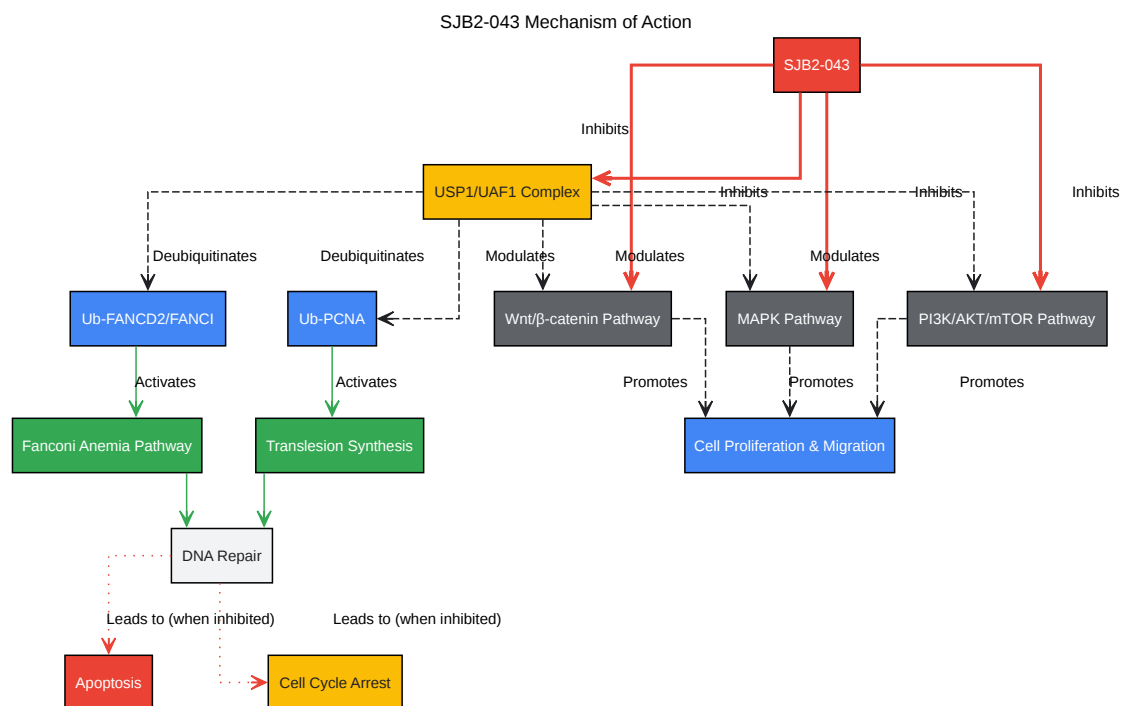 SJB2-043 Mechanism of Action
SJB2-043
Inhibits
USP1/UAF1 Complex
Inhibits
Inhibits
Inhibits
Deubiquitinates
Deubiquitinates
Modulates
Modulates
Modulates
Ub-FANCD2/FANCI
Ub-PCNA
Wnt/β-catenin Pathway
MAPK Pathway
PI3K/AKT/mTOR Pathway
Activates
Activates
Promotes
Promotes
Promotes
Fanconi Anemia Pathway
Translesion Synthesis
Cell Proliferation & Migration
DNA Repair
Leads to (when inhibited)
Leads to (when inhibited)
Apoptosis
Cell Cycle Arrest